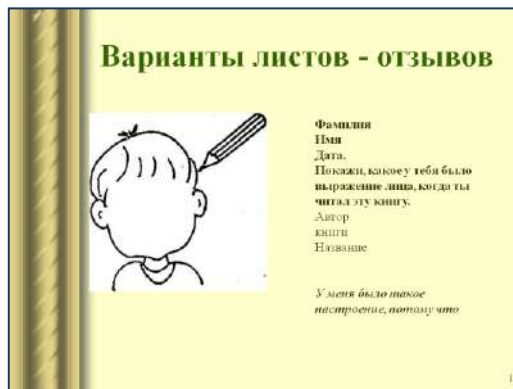 Варианты листов - отзывов
Фамилия
Имя
Дата.
Покажи, какое у тебя было
выражение лица, когда ты
читал эту книгу.
Автор
книги
Название
У меня было такое
настроение, потому что
1